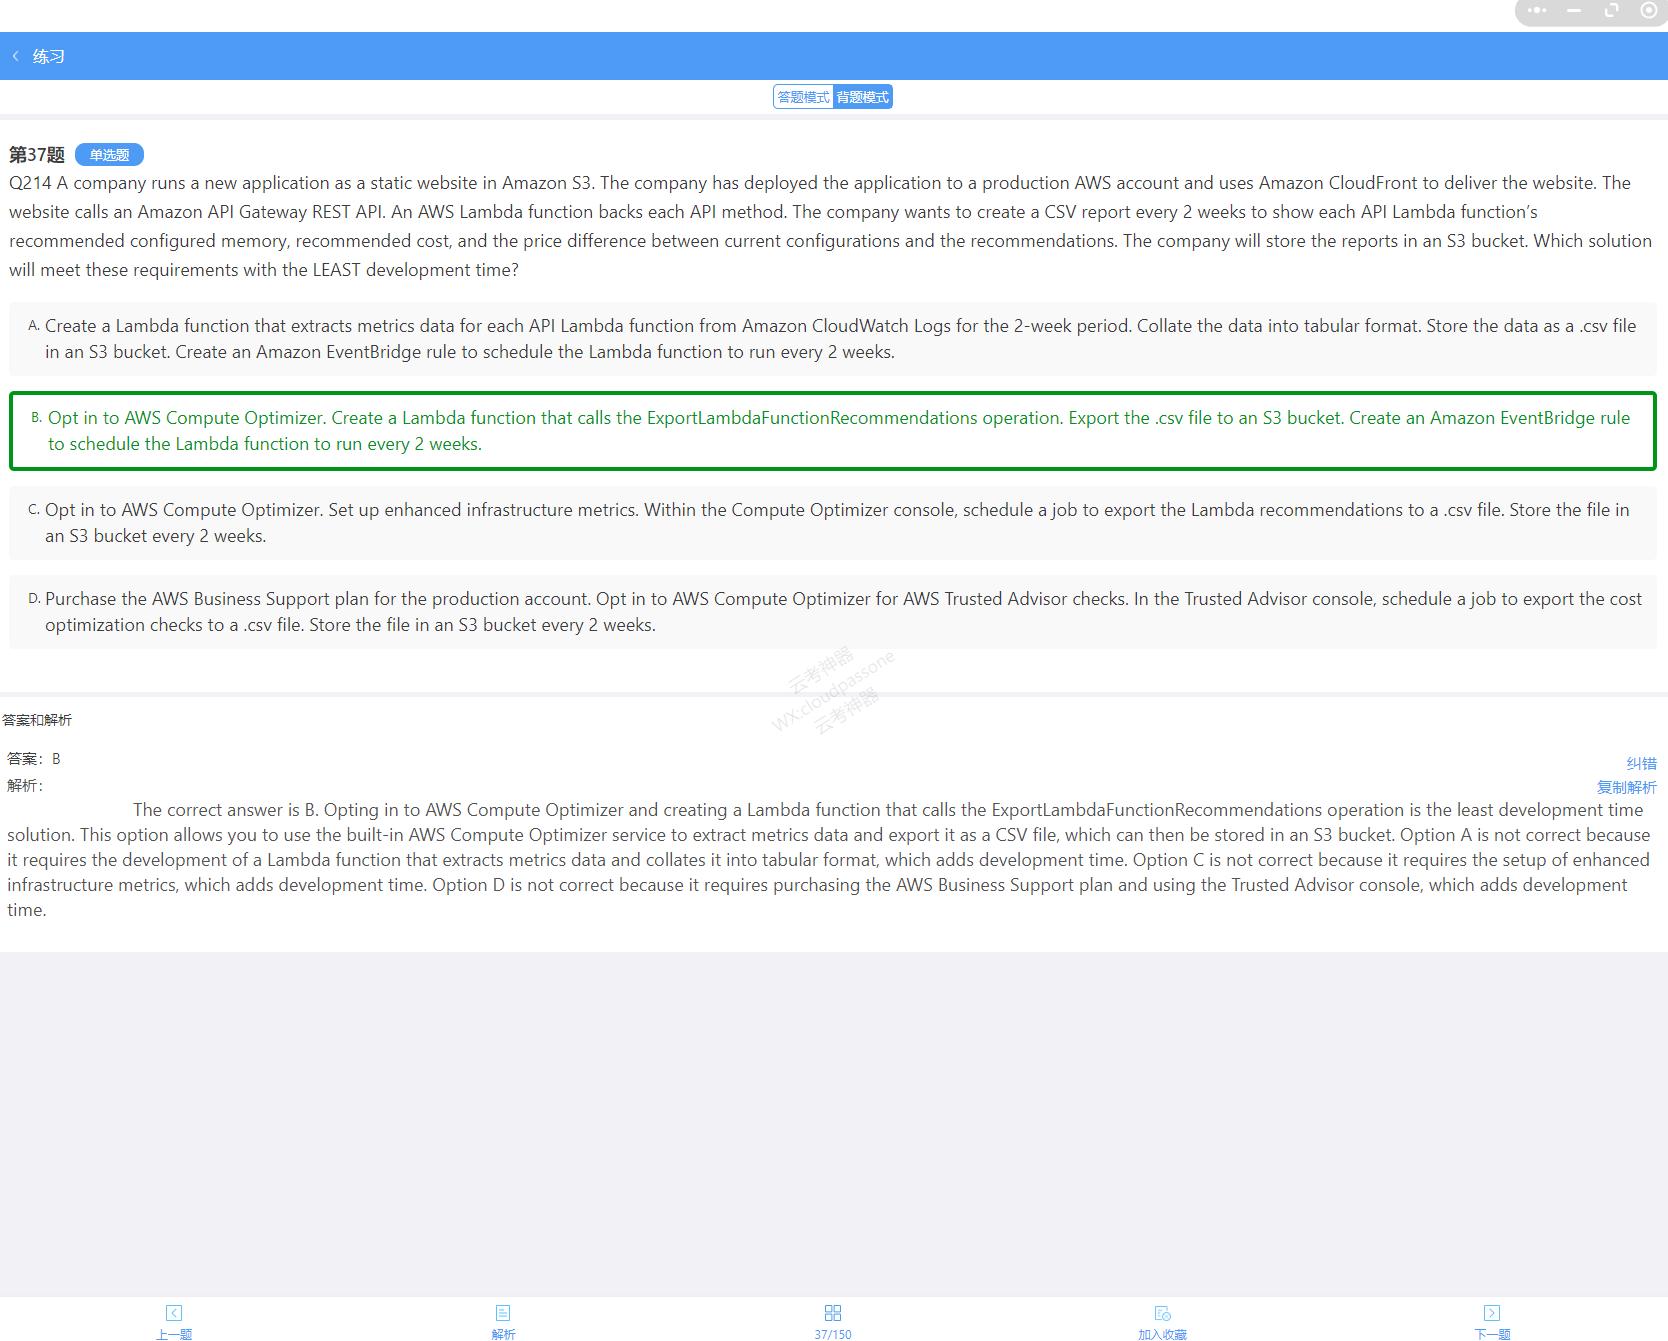 练习
答题模式 背题模式
第37题 单选题
Q214 A company runs a new application as a static website in Amazon S3. The company has deployed the application to a production AWS account and uses Amazon CloudFront to deliver the website. The
website calls an Amazon API Gateway REST API. An AWS Lambda function backs each API method. The company wants to create a CSV report every 2 weeks to show each API Lambda function’s
recommended configured memory, recommended cost, and the price difference between current configurations and the recommendations. The company will store the reports in an S3 bucket. Which solution
will meet these requirements with the LEAST development time?
A. Create a Lambda function that extracts metrics data for each API Lambda function from Amazon CloudWatch Logs for the 2-week period. Collate the data into tabular format. Store the data as a .csv file
in an S3 bucket. Create an Amazon EventBridge rule to schedule the Lambda function to run every 2 weeks.
B. Opt in to AWS Compute Optimizer. Create a Lambda function that calls the ExportLambdaFunctionRecommendations operation. Export the .csv file to an S3 bucket. Create an Amazon EventBridge rule
to schedule the Lambda function to run every 2 weeks.
C. Opt in to AWS Compute Optimizer. Set up enhanced infrastructure metrics. Within the Compute Optimizer console, schedule a job to export the Lambda recommendations to a .csv file. Store the file in
an S3 bucket every 2 weeks.
D. Purchase the AWS Business Support plan for the production account. Opt in to AWS Compute Optimizer for AWS Trusted Advisor checks. In the Trusted Advisor console, schedule a job to export the cost
optimization checks to a .csv file. Store the file in an S3 bucket every 2 weeks.
云考神器
WX:cloudpassone
云考神器
答案和解析
答案：B
纠错
解析：
复制解析
The correct answer is B. Opting in to AWS Compute Optimizer and creating a Lambda function that calls the ExportLambdaFunctionRecommendations operation is the least development time
solution. This option allows you to use the built-in AWS Compute Optimizer service to extract metrics data and export it as a CSV file, which can then be stored in an S3 bucket. Option A is not correct because
it requires the development of a Lambda function that extracts metrics data and collates it into tabular format, which adds development time. Option C is not correct because it requires the setup of enhanced
infrastructure metrics, which adds development time. Option D is not correct because it requires purchasing the AWS Business Support plan and using the Trusted Advisor console, which adds development
time.
上一题 解析 37/150 加入收藏 下一题